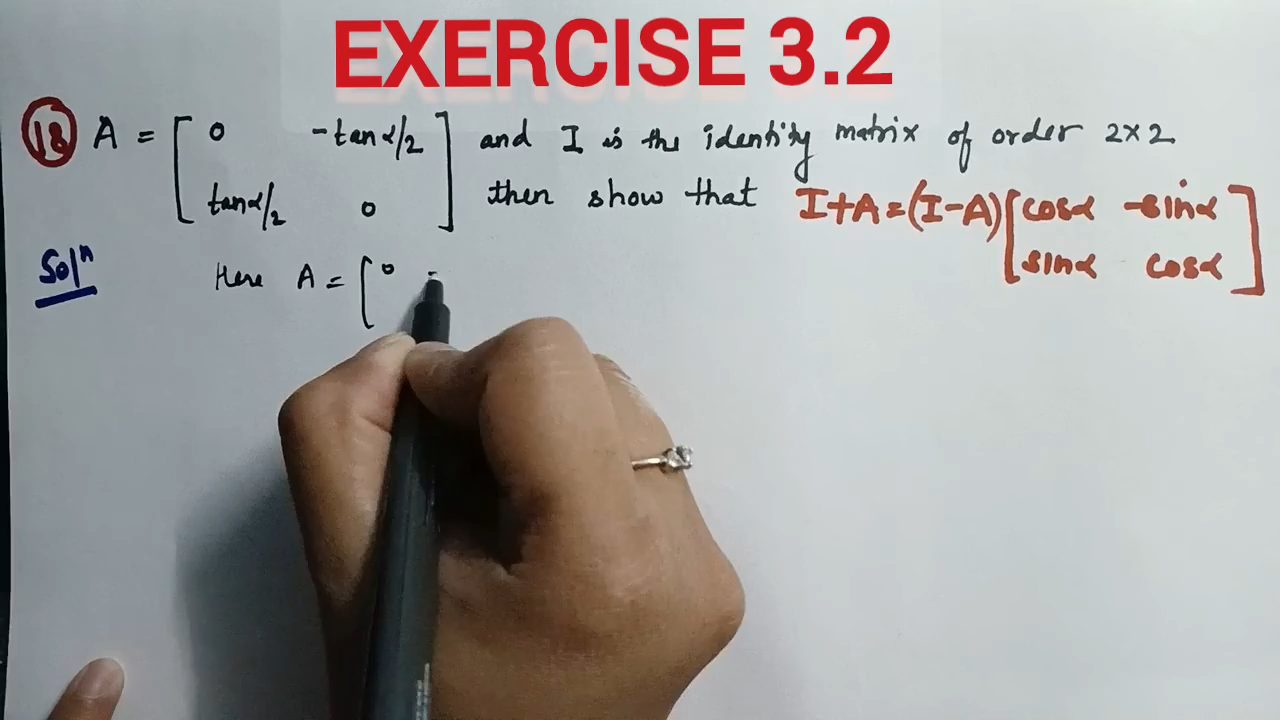 EXERCISE 3.2
18 A = [ 0 -tanα/2 ] and I is the identity matrix of order 2×2
[ tanα/2 0 ] then show that I+A=(I-A)[ cosα -sinα ]
[ sinα cosα ]
Solⁿ Here A = [ 0 -